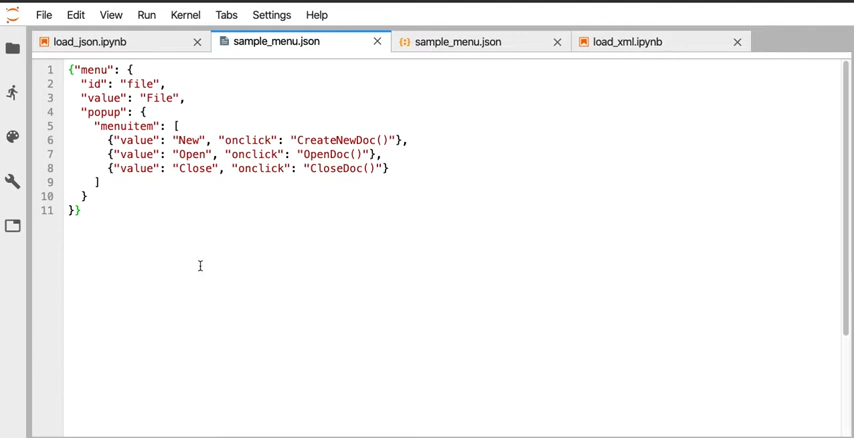 File Edit View Run Kernel Tabs Settings Help
load_json.ipynb sample_menu.json sample_menu.json load_xml.ipynb
1 {"menu": {
2 "id": "file",
3 "value": "File",
4 "popup": {
5 "menuitem": [
6 {"value": "New", "onclick": "CreateNewDoc()"},
7 {"value": "Open", "onclick": "OpenDoc()"},
8 {"value": "Close", "onclick": "CloseDoc()"}
9 ]
10 }
11 }}